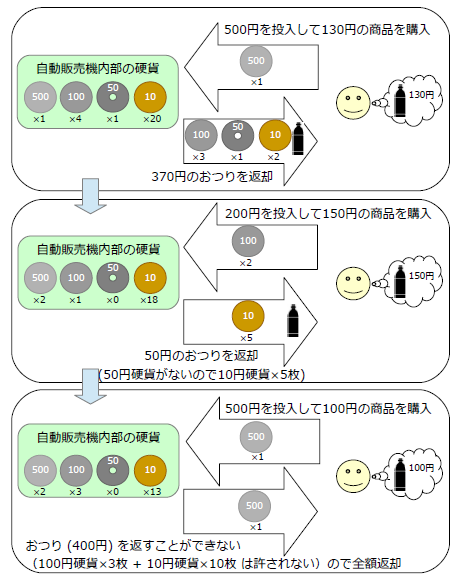 500円を投入して130円の商品を購入
自動販売機内部の硬貨
500 100 50 10
×1 ×4 ×1 ×20
500
×1
130円
100 50 10
×3 ×1 ×2
370円のおつりを返却
200円を投入して150円の商品を購入
自動販売機内部の硬貨
500 100 50 10
×2 ×1 ×0 ×18
100
×2
150円
10
×5
50円のおつりを返却
(50円硬貨がないので10円硬貨×5枚)
500円を投入して100円の商品を購入
自動販売機内部の硬貨
500 100 50 10
×2 ×3 ×0 ×13
500
×1
100円
500
×1
おつり (400円) を返すことができない
（100円硬貨×3枚 + 10円硬貨×10枚 は許されない）ので全額返却